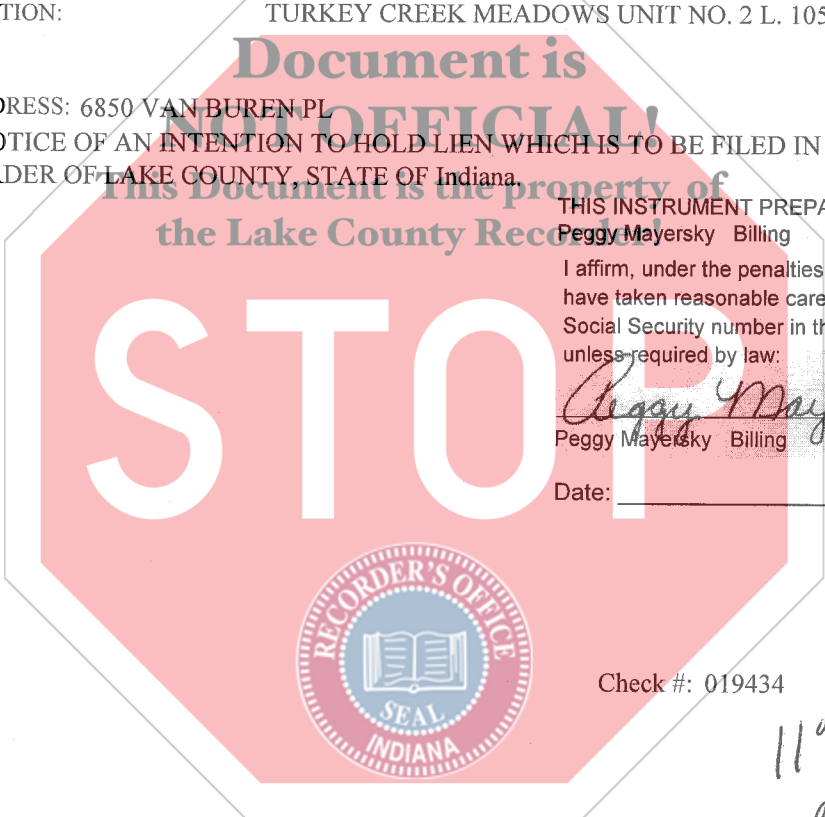 TION: TURKEY CREEK MEADOWS UNIT NO. 2 L. 105
Document is
DRESS: 6850 VAN BUREN PL
NOT OFFICIAL!
OTICE OF AN INTENTION TO HOLD LIEN WHICH IS TO BE FILED IN
DER OF LAKE COUNTY, STATE OF Indiana.
This Document is the property of
the Lake County Recorder!
THIS INSTRUMENT PREPA
Peggy Mayersky Billing
I affirm, under the penalties
have taken reasonable care
Social Security number in th
unless required by law:
Peggy May
Peggy Mayersky Billing
STOP
Date:
RECORDER'S OFFICE
SEAL
INDIANA
Check #: 019434
11